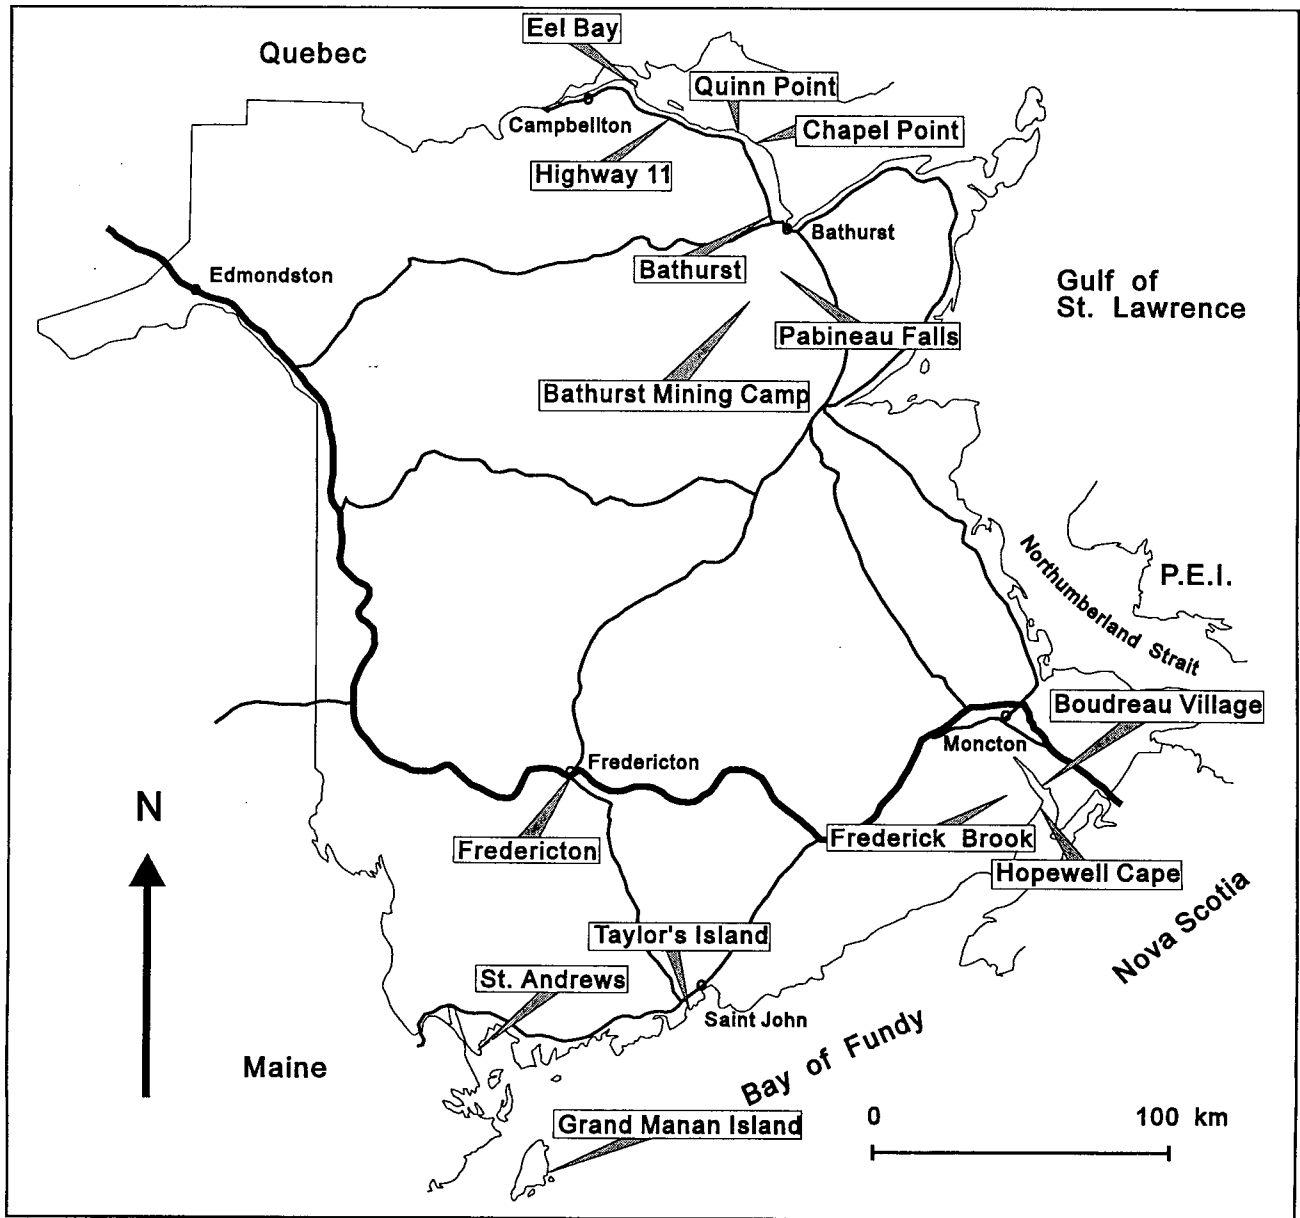 Eel Bay
Quebec
Quinn Point
Campbellton
Chapel Point
Highway 11
Bathurst
Bathurst
Edmondston
Gulf of
St. Lawrence
Pabineau Falls
Bathurst Mining Camp
Northumberland Strait
P.E.I.
Boudreau Village
Moncton
Fredericton
N
Fredericton
Frederick Brook
Hopewell Cape
Nova Scotia
Taylor's Island
St. Andrews
Saint John
Bay of Fundy
Maine
Grand Manan Island
0 100 km